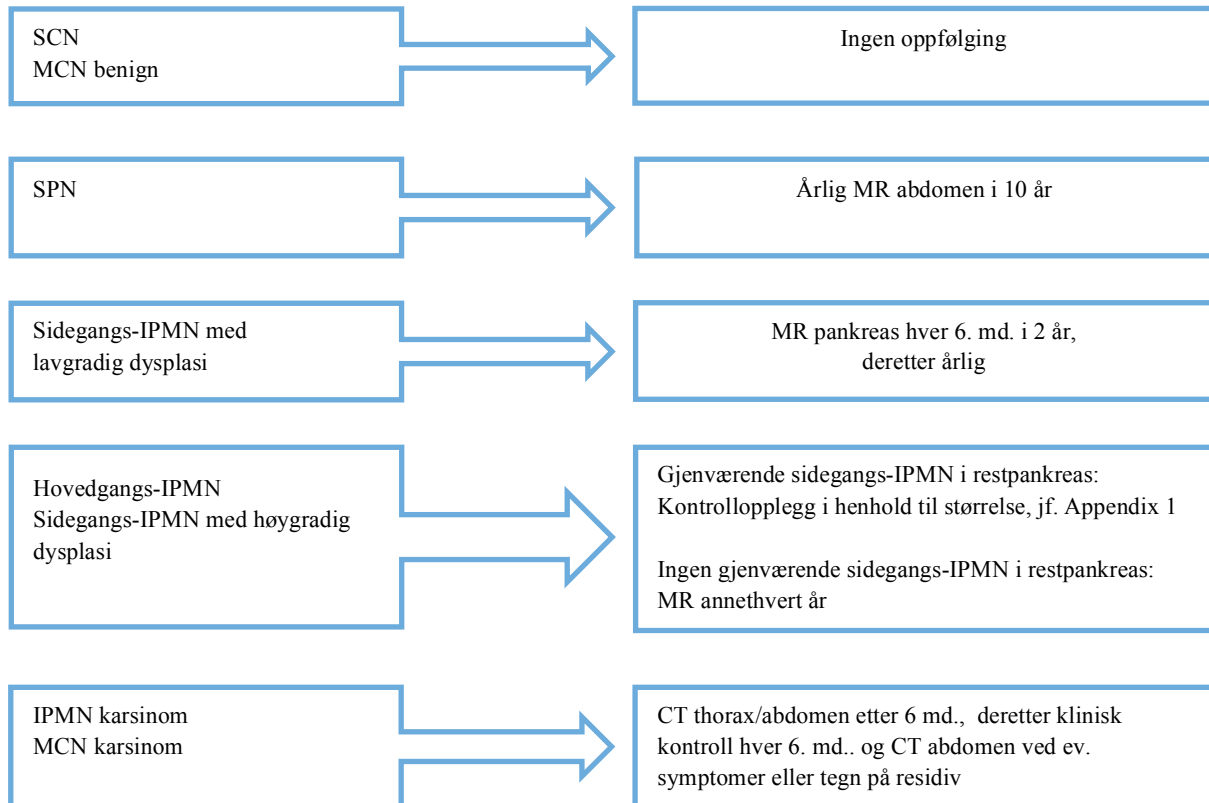 SCN
MCN benign
Ingen oppfølging
SPN
Årlig MR abdomen i 10 år
Sidegangs-IPMN med
lavgradig dysplasi
MR pankreas hver 6. md. i 2 år,
deretter årlig
Hovedgangs-IPMN
Sidegangs-IPMN med høygradig
dysplasi
Gjenværende sidegangs-IPMN i restpankreas:
Kontrollopplegg i henhold til størrelse, jf. Appendix 1
Ingen gjenværende sidegangs-IPMN i restpankreas:
MR annethvert år
IPMN karsinom
MCN karsinom
CT thorax/abdomen etter 6 md., deretter klinisk
kontroll hver 6. md.. og CT abdomen ved ev.
symptomer eller tegn på residiv